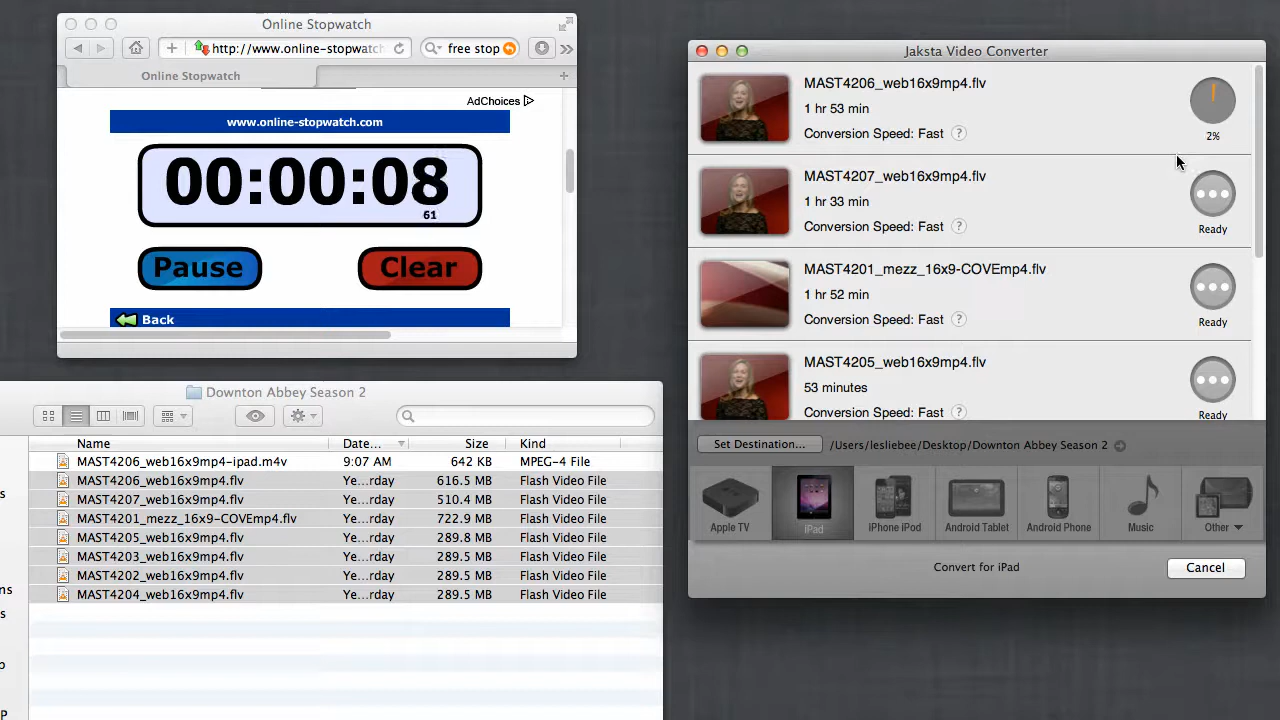 Online Stopwatch
http://www.online-stopwatc
free stop
Online Stopwatch
AdChoices
www.online-stopwatch.com
00:00:08
61
Pause
Clear
Back
Downton Abbey Season 2
Name Date... Size Kind
MAST4206_web16x9mp4-ipad.m4v 9:07 AM 642 KB MPEG-4 File
MAST4206_web16x9mp4.flv Ye...rday 616.5 MB Flash Video File
MAST4207_web16x9mp4.flv Ye...rday 510.4 MB Flash Video File
MAST4201_mezz_16x9-COVEmp4.flv Ye...rday 722.9 MB Flash Video File
MAST4205_web16x9mp4.flv Ye...rday 289.8 MB Flash Video File
MAST4203_web16x9mp4.flv Ye...rday 289.5 MB Flash Video File
MAST4202_web16x9mp4.flv Ye...rday 289.5 MB Flash Video File
MAST4204_web16x9mp4.flv Ye...rday 289.5 MB Flash Video File
s
ns
s
p
P
Jaksta Video Converter
MAST4206_web16x9mp4.flv
1 hr 53 min
Conversion Speed: Fast ?
2%
MAST4207_web16x9mp4.flv
1 hr 33 min
Conversion Speed: Fast ?
Ready
MAST4201_mezz_16x9-COVEmp4.flv
1 hr 52 min
Conversion Speed: Fast ?
Ready
MAST4205_web16x9mp4.flv
53 minutes
Conversion Speed: Fast ?
Ready
Set Destination... /Users/lesliebee/Desktop/Downton Abbey Season 2
Apple TV iPad iPhone iPod Android Tablet Android Phone Music Other
Convert for iPad
Cancel